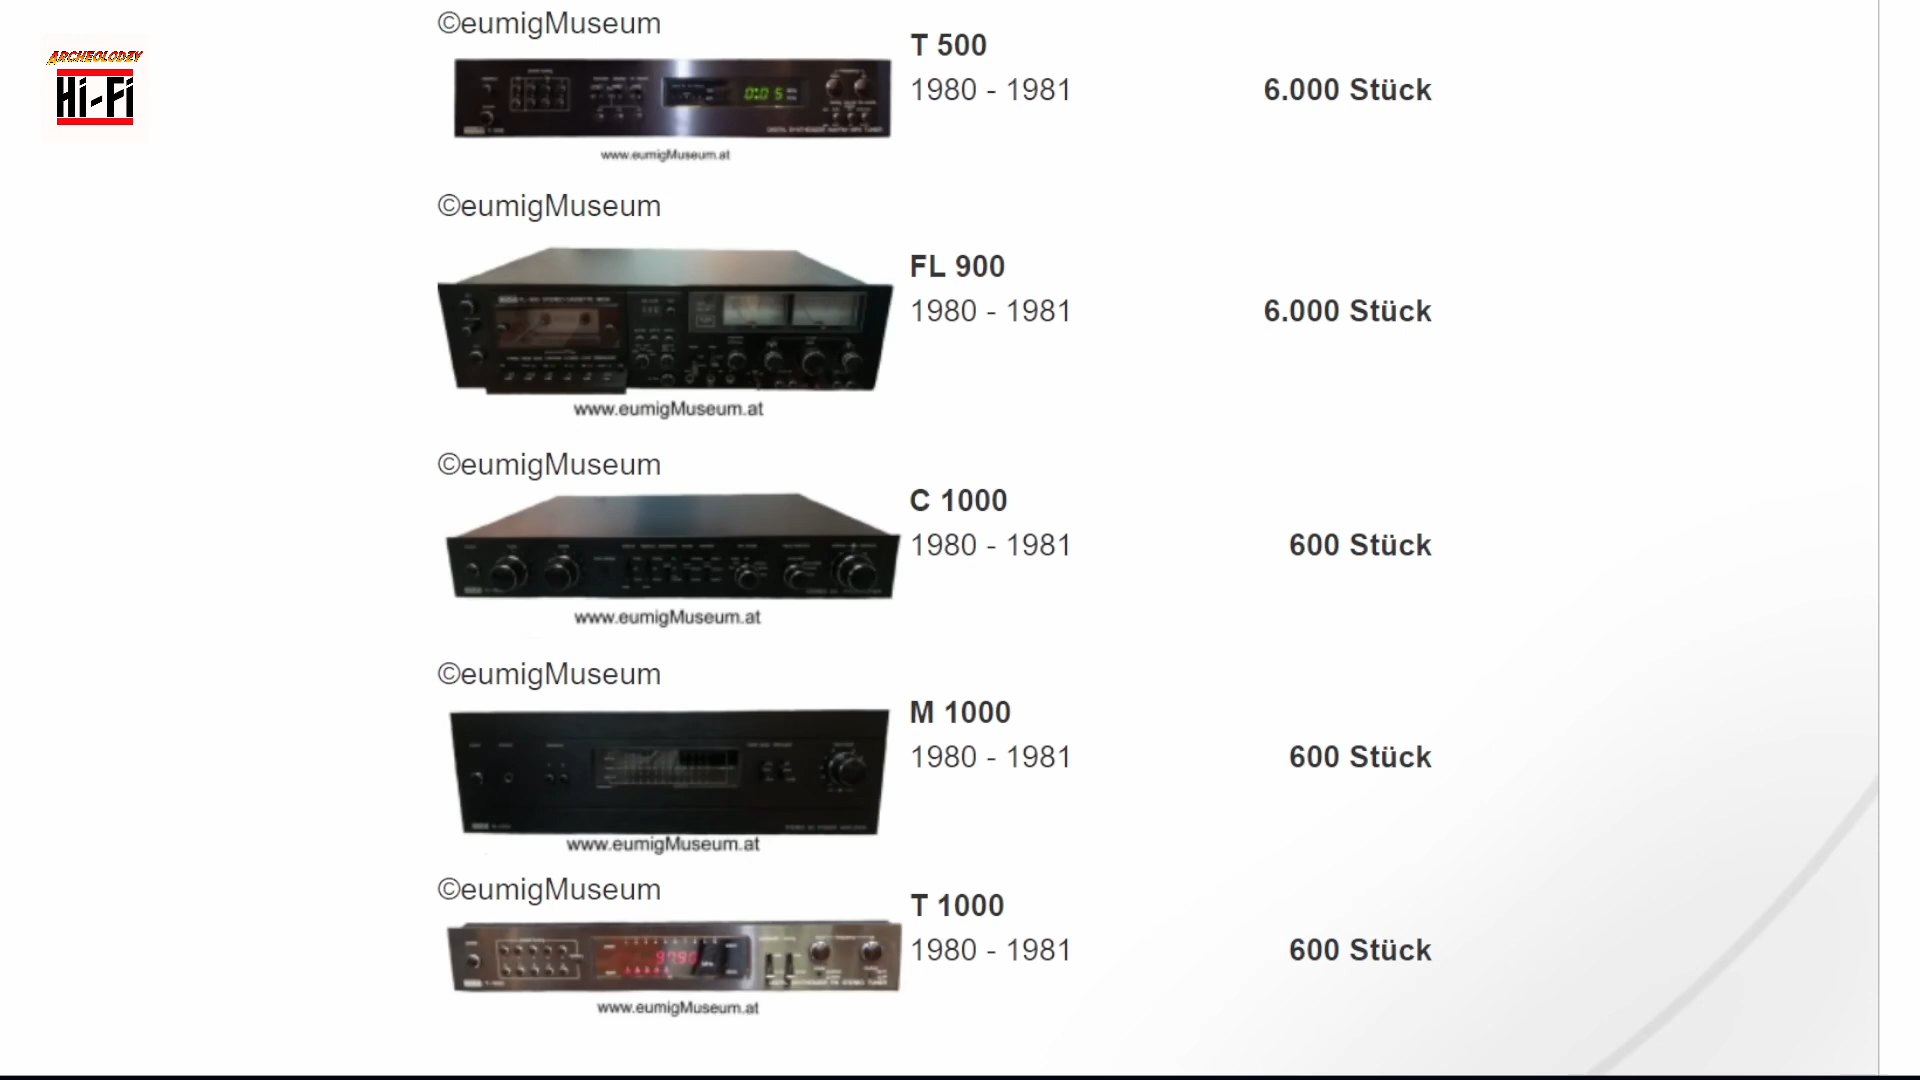 ARCHEOLODZY
Hi-Fi
©eumigMuseum
T 500
1980 - 1981
6.000 Stück
www.eumigMuseum.at
©eumigMuseum
FL 900
1980 - 1981
6.000 Stück
www.eumigMuseum.at
©eumigMuseum
C 1000
1980 - 1981
600 Stück
www.eumigMuseum.at
©eumigMuseum
M 1000
1980 - 1981
600 Stück
www.eumigMuseum.at
©eumigMuseum
T 1000
1980 - 1981
600 Stück
www.eumigMuseum.at